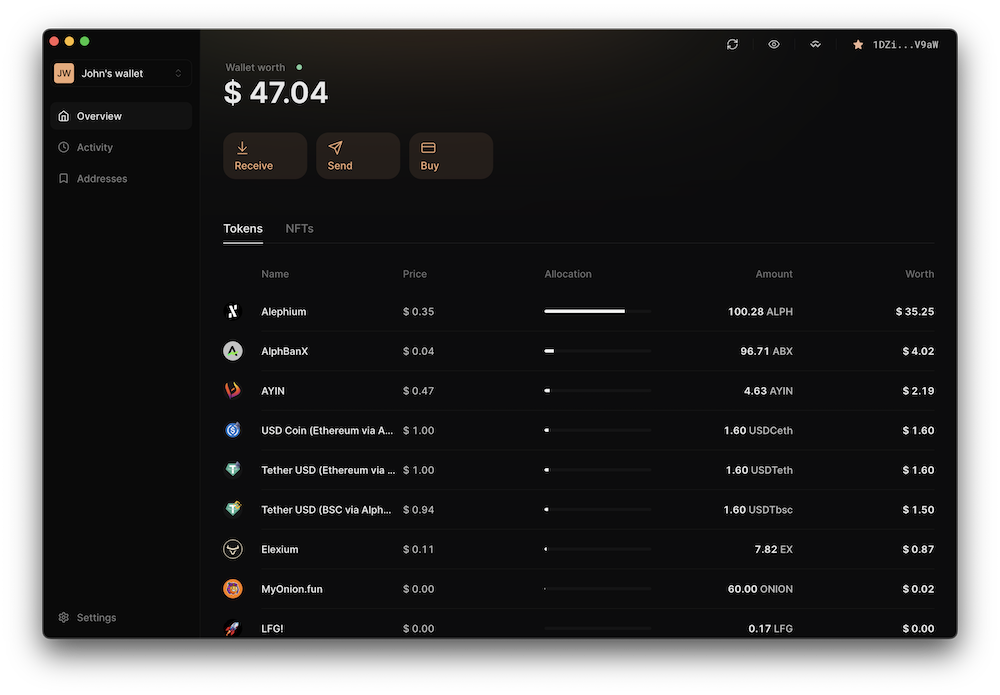 1DZi...V9aW
JW John's wallet
Overview
Activity
Addresses
Settings
Wallet worth
$ 47.04
Receive Send Buy
Tokens NFTs
Name Price Allocation Amount Worth
Alephium $ 0.35 100.28 ALPH $ 35.25
AlphBanX $ 0.04 96.71 ABX $ 4.02
AYIN $ 0.47 4.63 AYIN $ 2.19
USD Coin (Ethereum via A... $ 1.00 1.60 USDCeth $ 1.60
Tether USD (Ethereum via ... $ 1.00 1.60 USDTeth $ 1.60
Tether USD (BSC via Alph... $ 0.94 1.60 USDTbsc $ 1.50
Elexium $ 0.11 7.82 EX $ 0.87
MyOnion.fun $ 0.00 60.00 ONION $ 0.02
LFG! $ 0.00 0.17 LFG $ 0.00